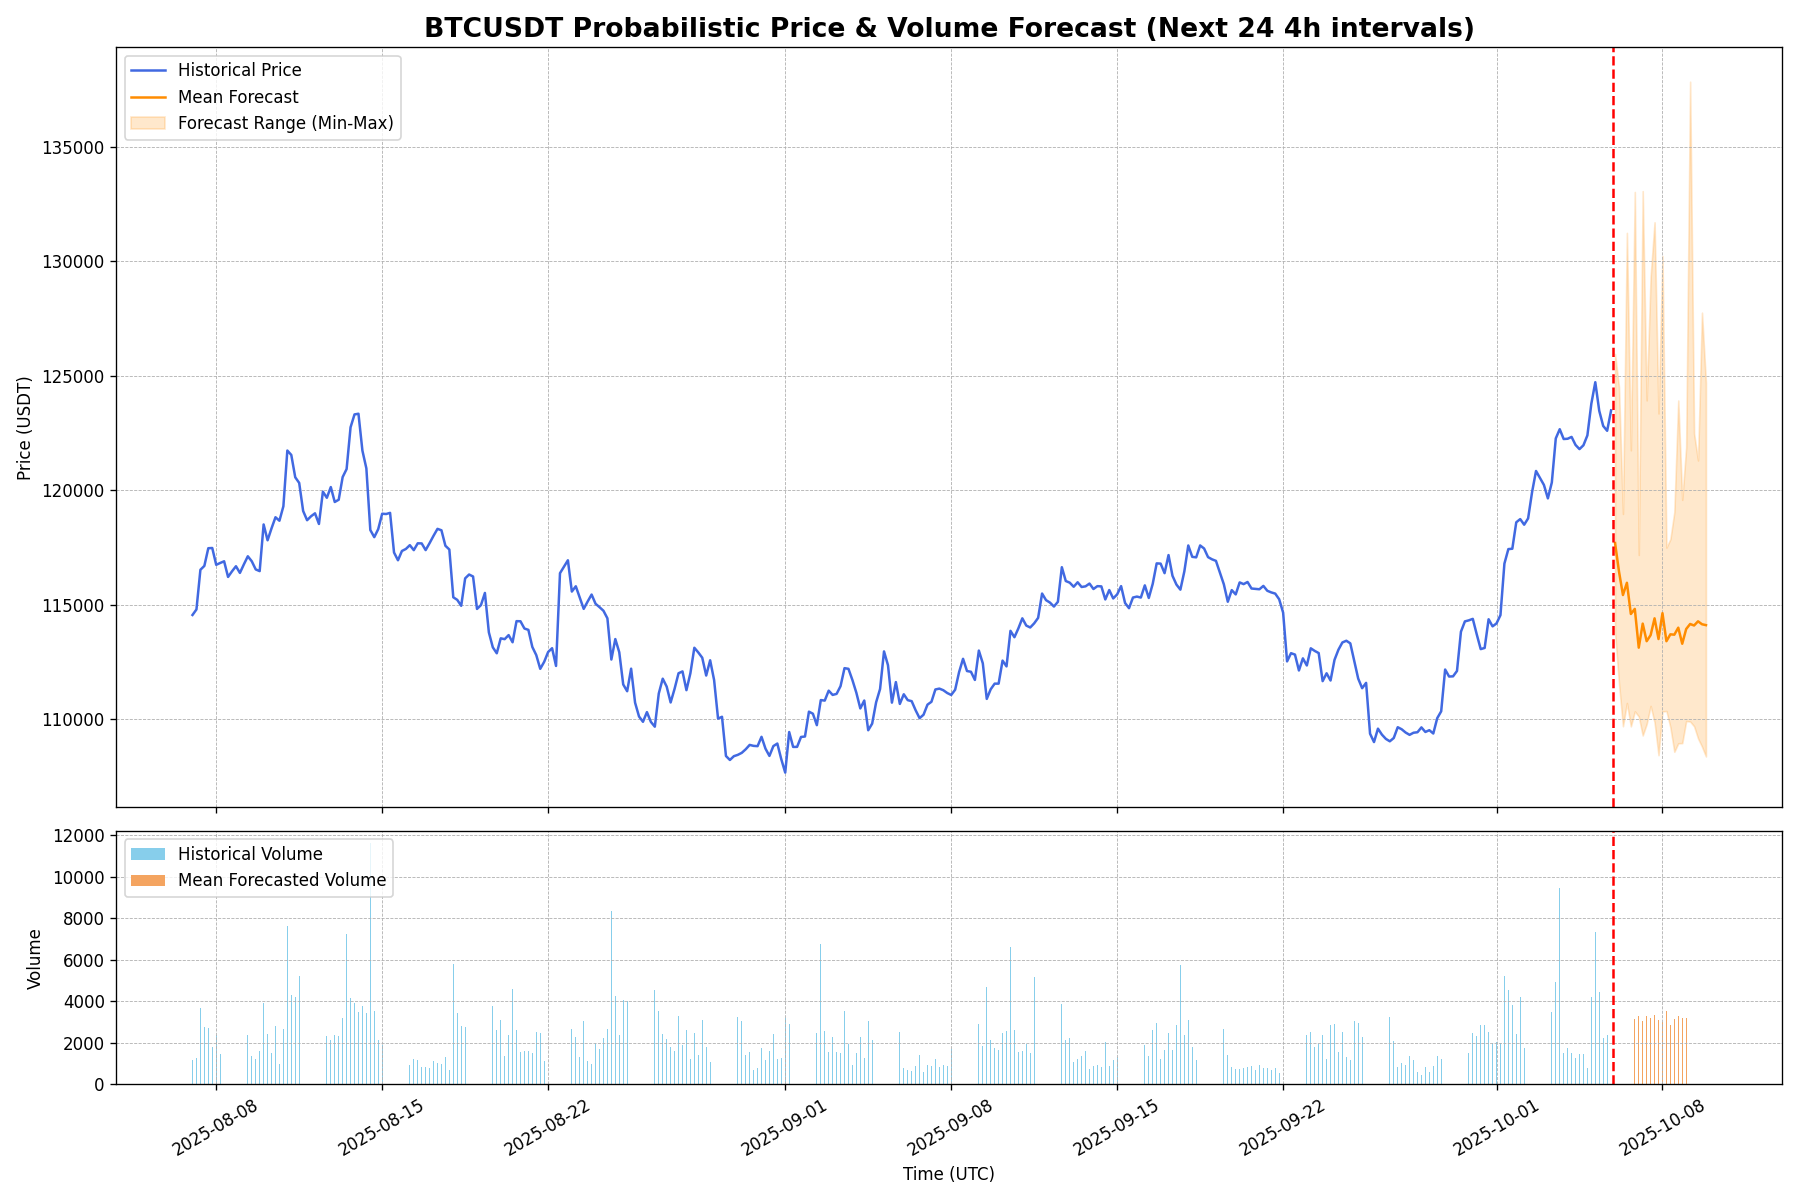 BTCUSDT Probabilistic Price & Volume Forecast (Next 24 4h intervals)
Historical Price
Mean Forecast
Forecast Range (Min-Max)
135000
130000
125000
120000
115000
110000
Price (USDT)
Historical Volume
Mean Forecasted Volume
12000
10000
8000
6000
4000
2000
0
Volume
2025-08-08
2025-08-15
2025-08-22
2025-09-01
2025-09-08
2025-09-15
2025-09-22
2025-10-01
2025-10-08
Time (UTC)